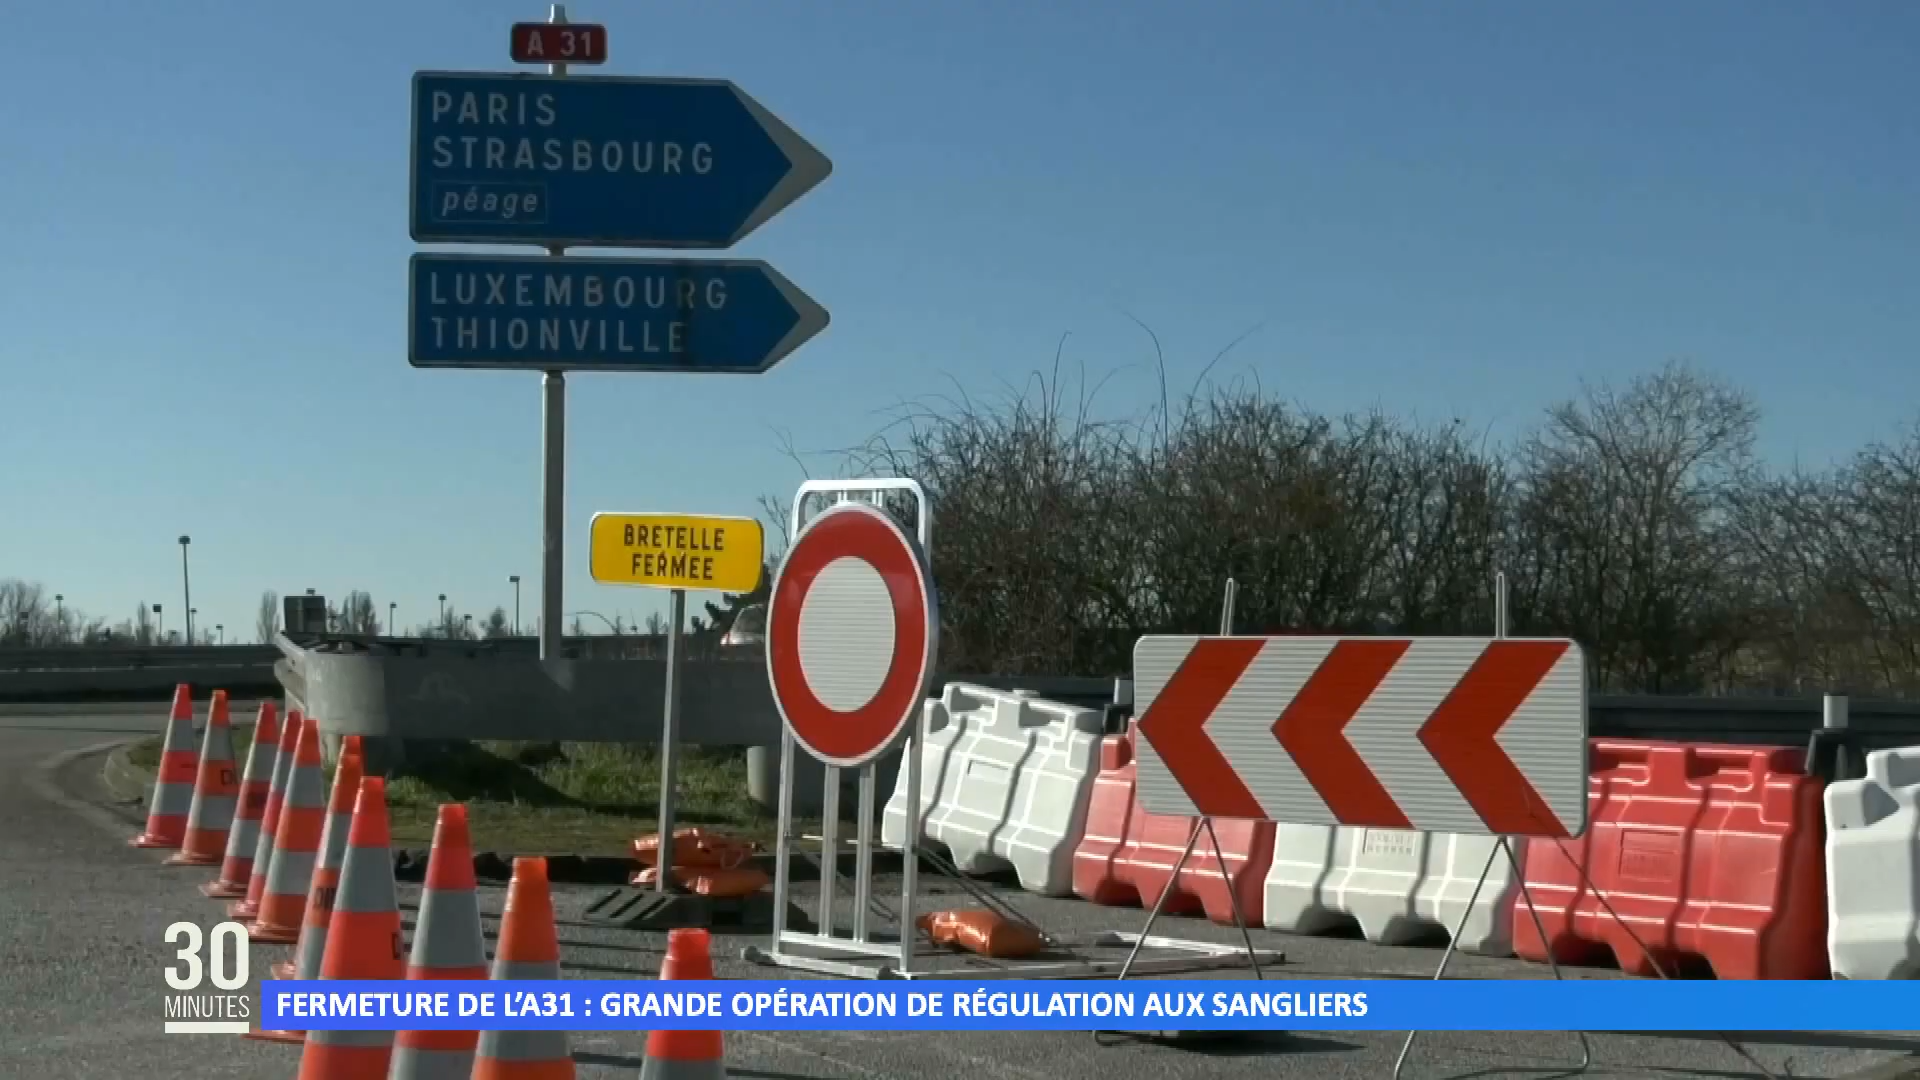 A 31
PARIS
STRASBOURG
péage
LUXEMBOURG
THIONVILLE
BRETELLE
FERMEE
30
MINUTES
FERMETURE DE L'A31 : GRANDE OPÉRATION DE RÉGULATION AUX SANGLIERS